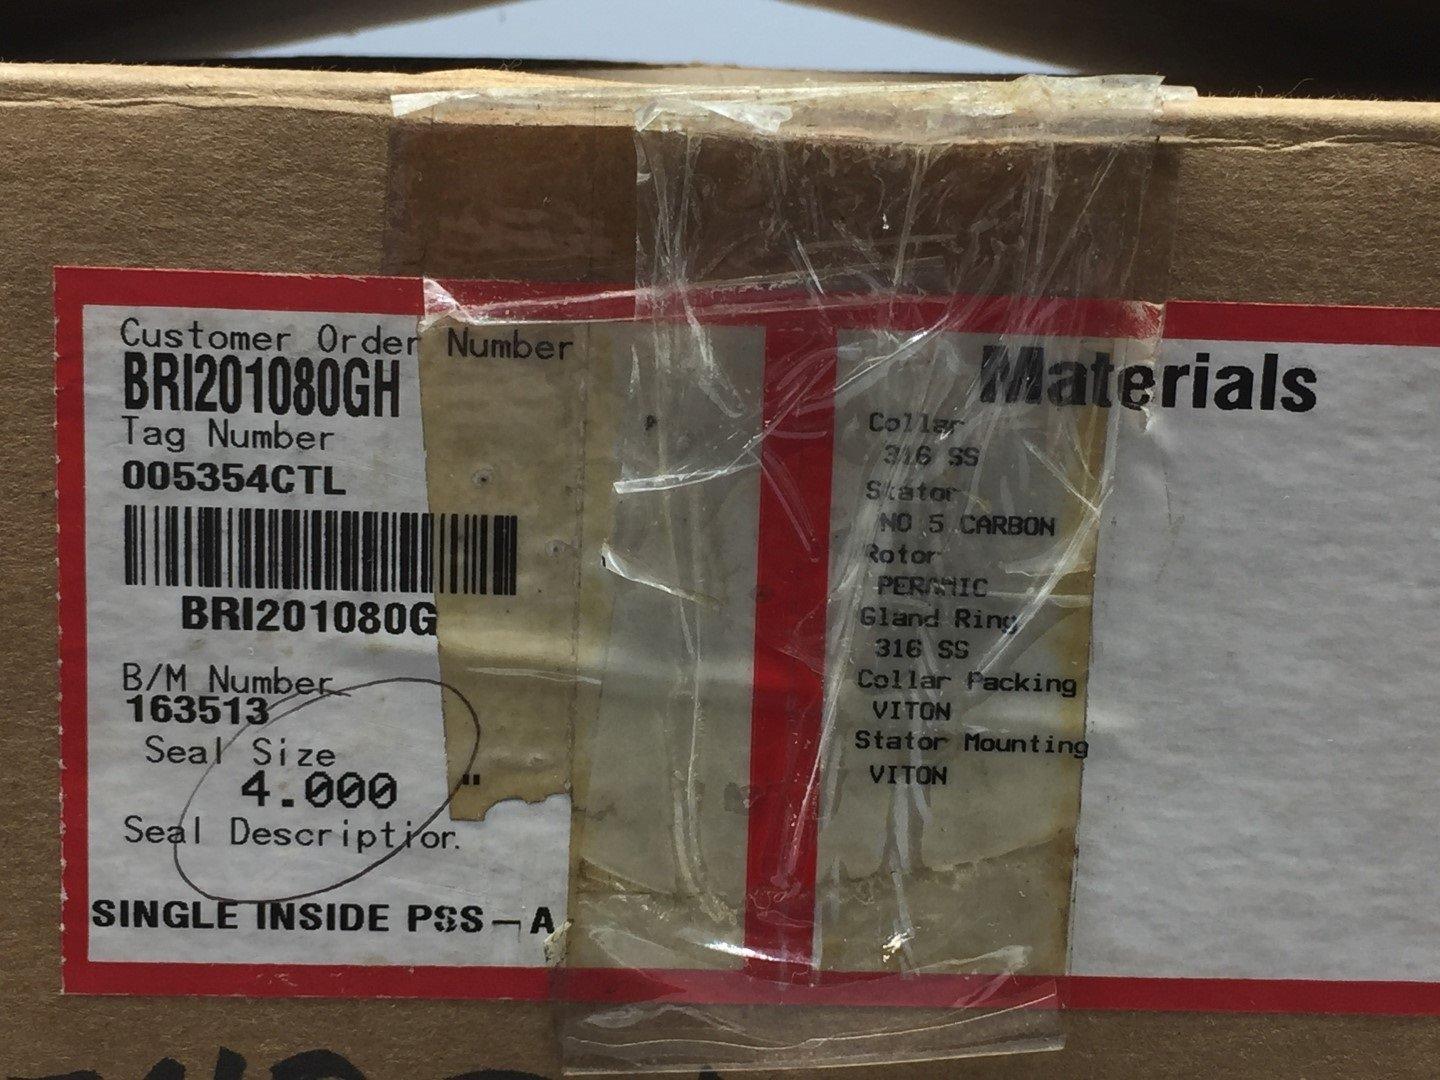 Customer Order Number
BRI201080GH
Tag Number
005354CTL
BRI201080G
B/M Number
163513
Seal Size
4.000 "
Seal Description
SINGLE INSIDE PSS-A
Materials
Collar
316 SS
Stator
NO 5 CARBON
Rotor
PERAMIC
Gland Ring
316 SS
Collar Packing
VITON
Stator Mounting
VITON